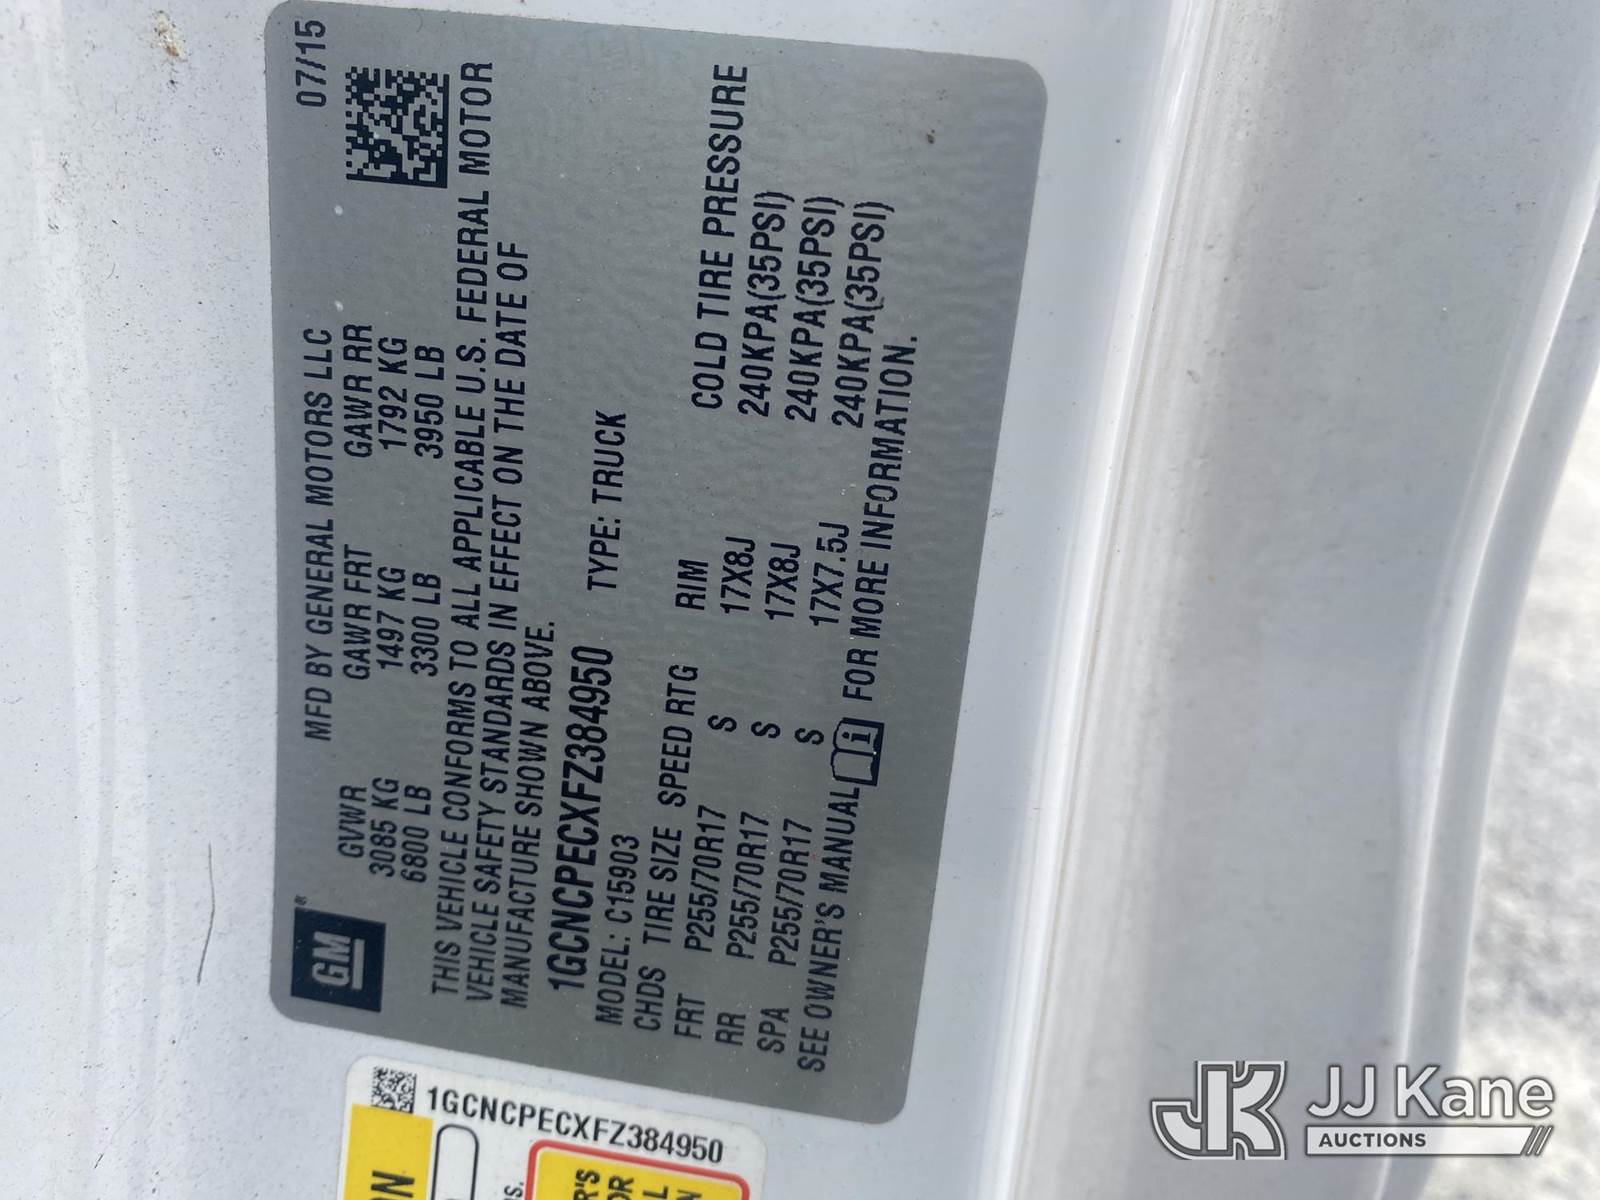 07/15
MFD BY GENERAL MOTORS LLC
GM®
GVWR GAWR FRT GAWR RR
3085 KG 1497 KG 1792 KG
6800 LB 3300 LB 3950 LB
THIS VEHICLE CONFORMS TO ALL APPLICABLE U.S. FEDERAL MOTOR
VEHICLE SAFETY STANDARDS IN EFFECT ON THE DATE OF
MANUFACTURE SHOWN ABOVE.
1GCNCPECXFZ384950
MODEL: C15903 TYPE: TRUCK
CHDS TIRE SIZE SPEED RTG RIM COLD TIRE PRESSURE
FRT P255/70R17 S 17X8J 240KPA(35PSI)
RR P255/70R17 S 17X8J 240KPA(35PSI)
SPA P255/70R17 S 17X7.5J 240KPA(35PSI)
SEE OWNER'S MANUAL FOR MORE INFORMATION.
1GCNCPECXFZ384950
JK
JJ Kane
AUCTIONS